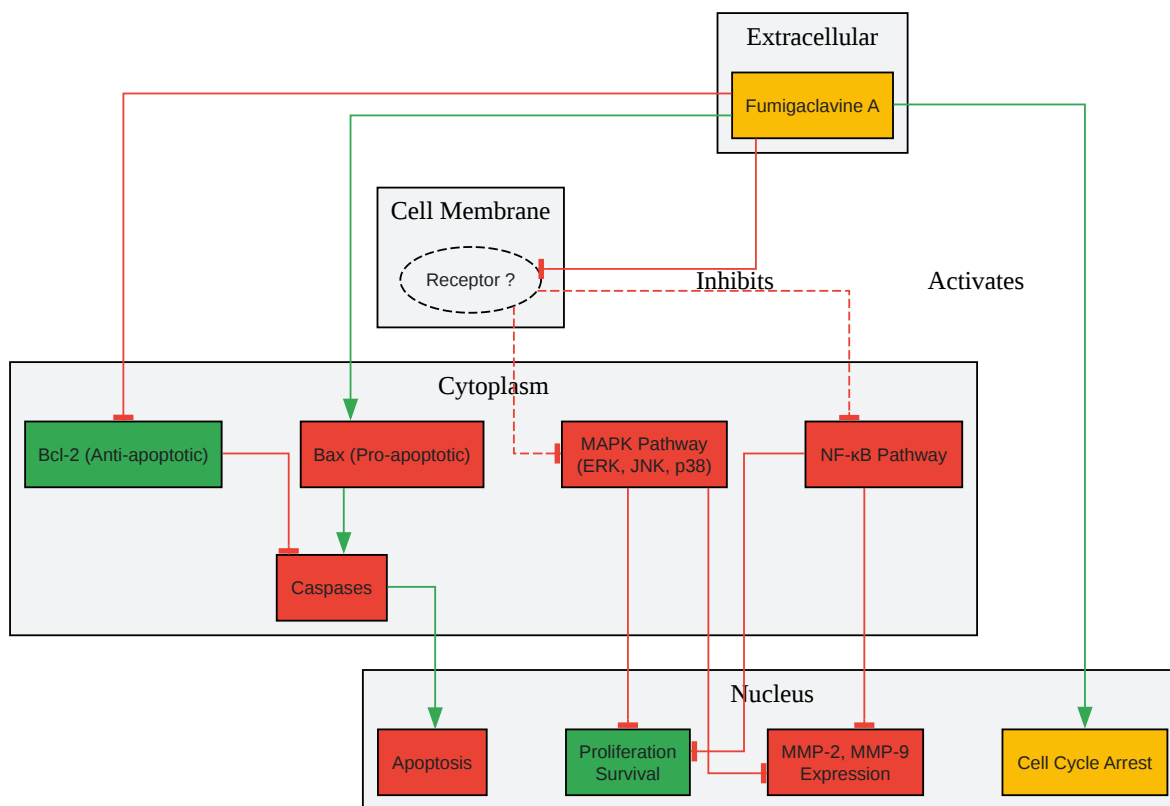 Extracellular
Fumigaclavine A
Cell Membrane
Receptor ?
Inhibits
Activates
Cytoplasm
Bcl-2 (Anti-apoptotic)
Bax (Pro-apoptotic)
MAPK Pathway
(ERK, JNK, p38)
NF-κB Pathway
Caspases
Nucleus
Apoptosis
Proliferation
Survival
MMP-2, MMP-9
Expression
Cell Cycle Arrest